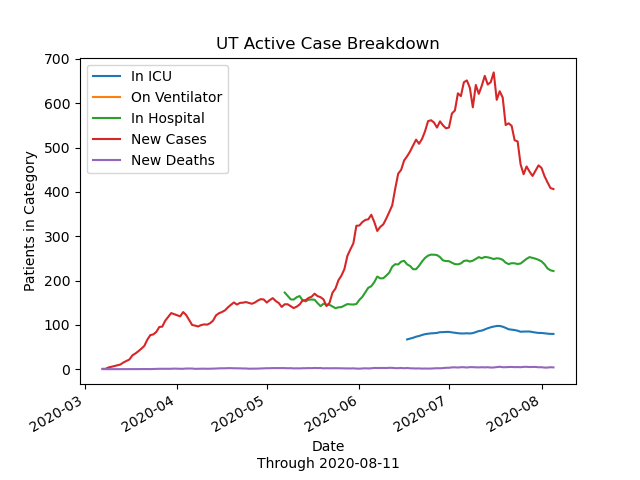 UT Active Case Breakdown
In ICU
On Ventilator
In Hospital
New Cases
New Deaths
Patients in Category
700
600
500
400
300
200
100
0
2020-03
2020-04
2020-05
2020-06
2020-07
2020-08
Date
Through 2020-08-11